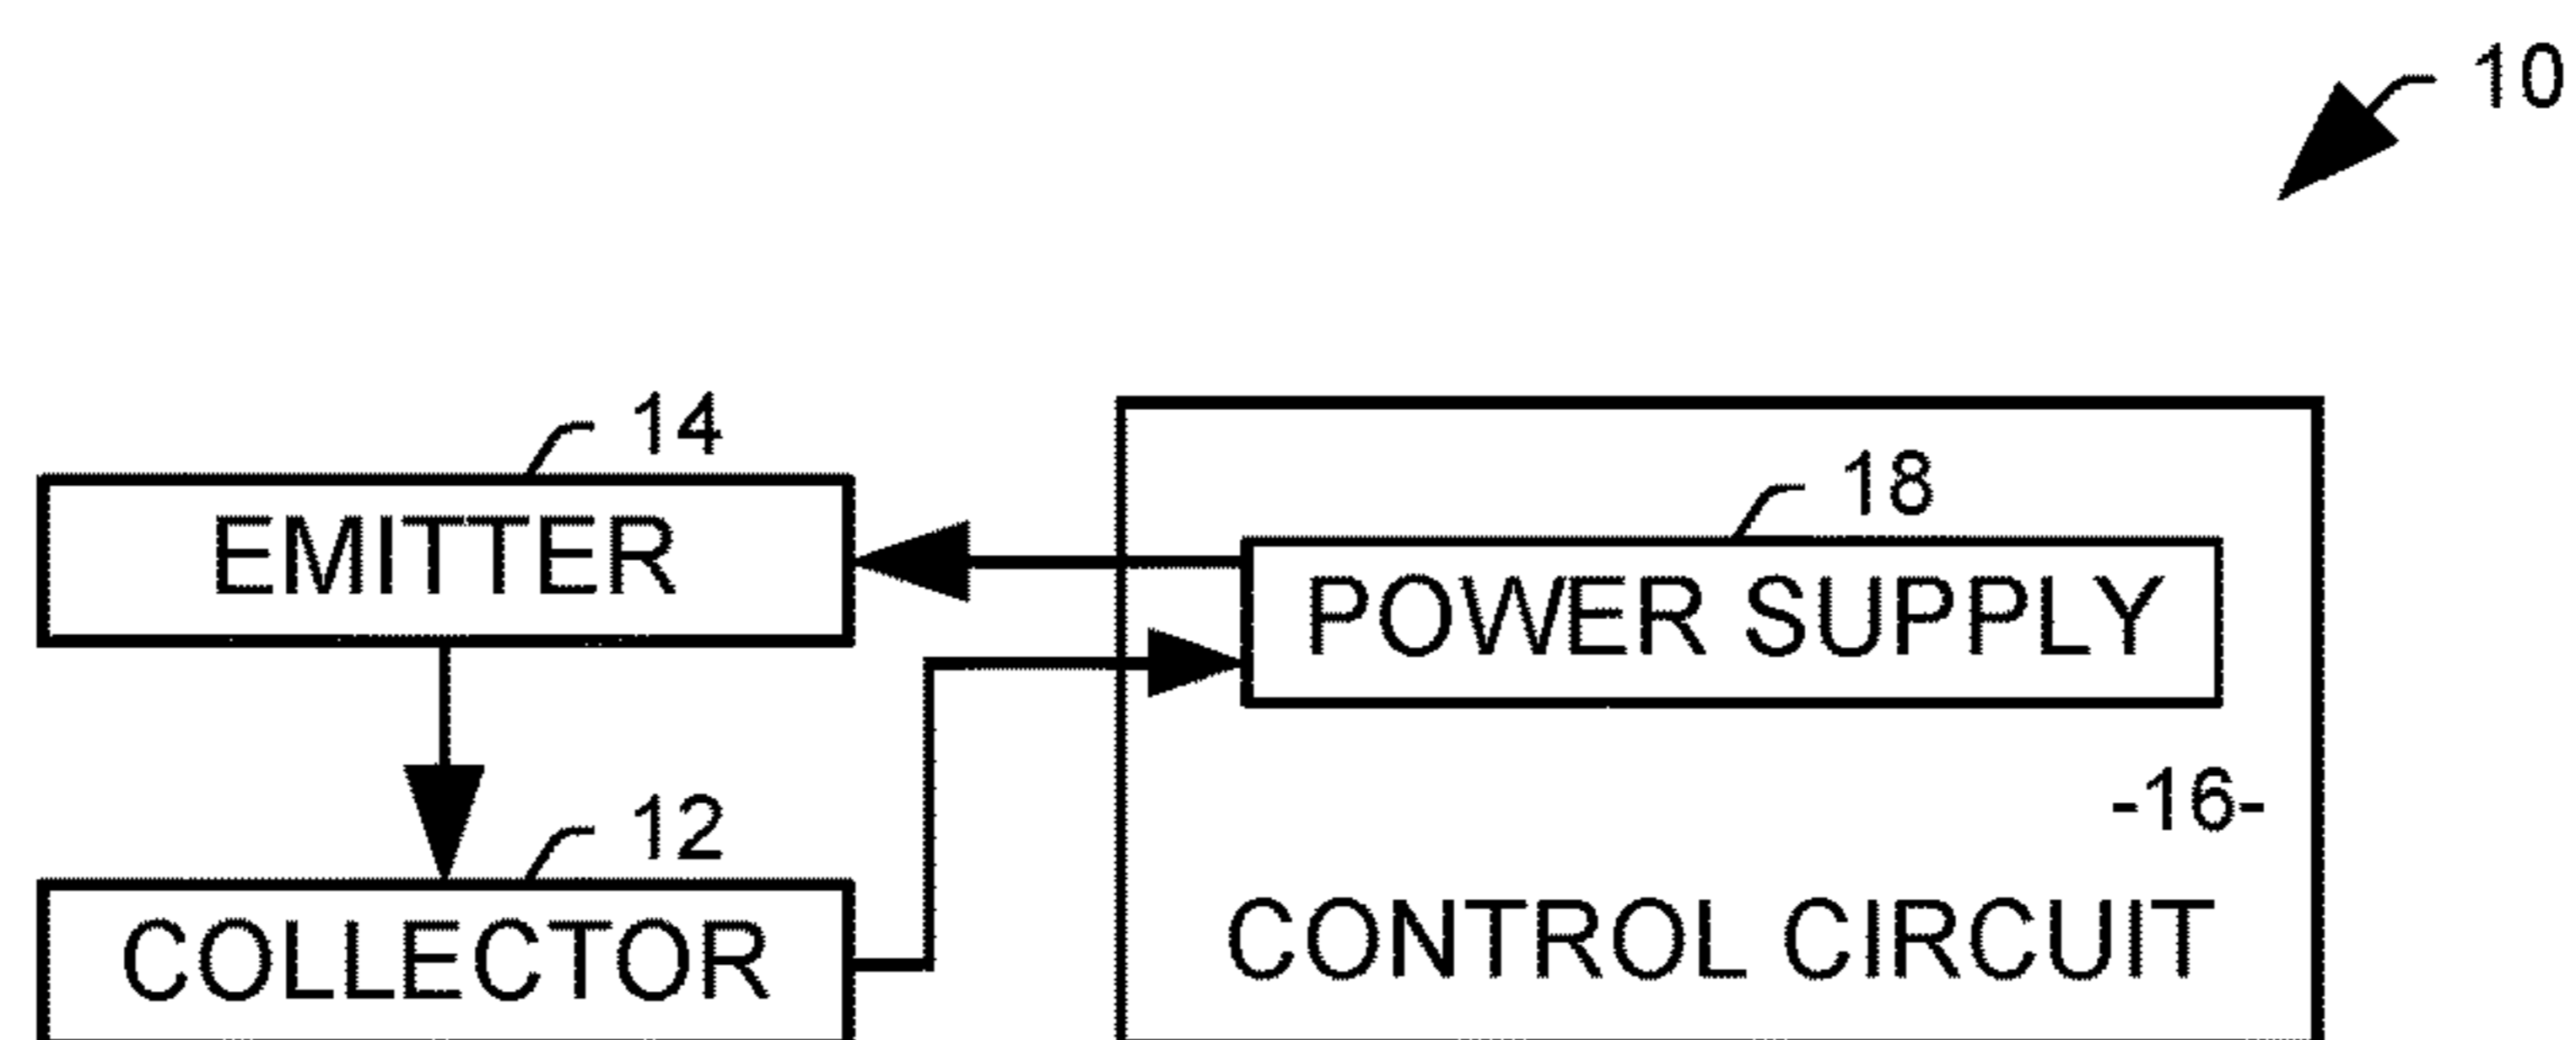 10
14
EMITTER
18
POWER SUPPLY
-16-
12
COLLECTOR
CONTROL CIRCUIT